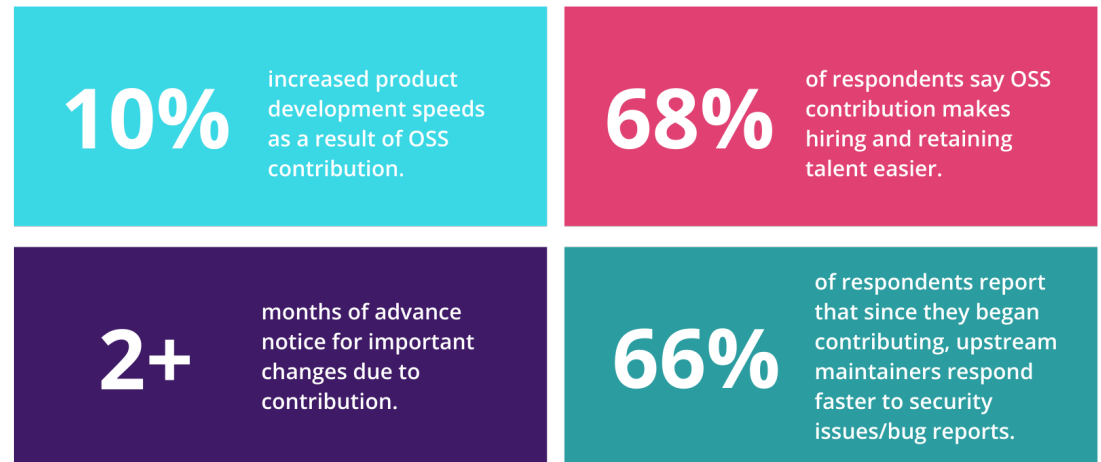 10%
increased product
development speeds
as a result of OSS
contribution.
68%
of respondents say OSS
contribution makes
hiring and retaining
talent easier.
2+
months of advance
notice for important
changes due to
contribution.
66%
of respondents report
that since they began
contributing, upstream
maintainers respond
faster to security
issues/bug reports.